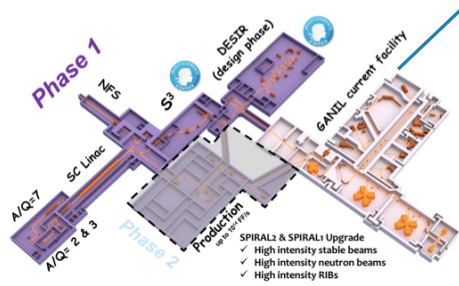 Phase 1
NFS
S³
DESIR
(design phase)
GANIL current facility
SC Linac
A/Q=7
A/Q= 2 & 3
Phase 2
Production
up to 10¹⁴ FF/s
SPIRAL2 & SPIRAL1 Upgrade
✓ High intensity stable beams
✓ High intensity neutron beams
✓ High intensity RIBs